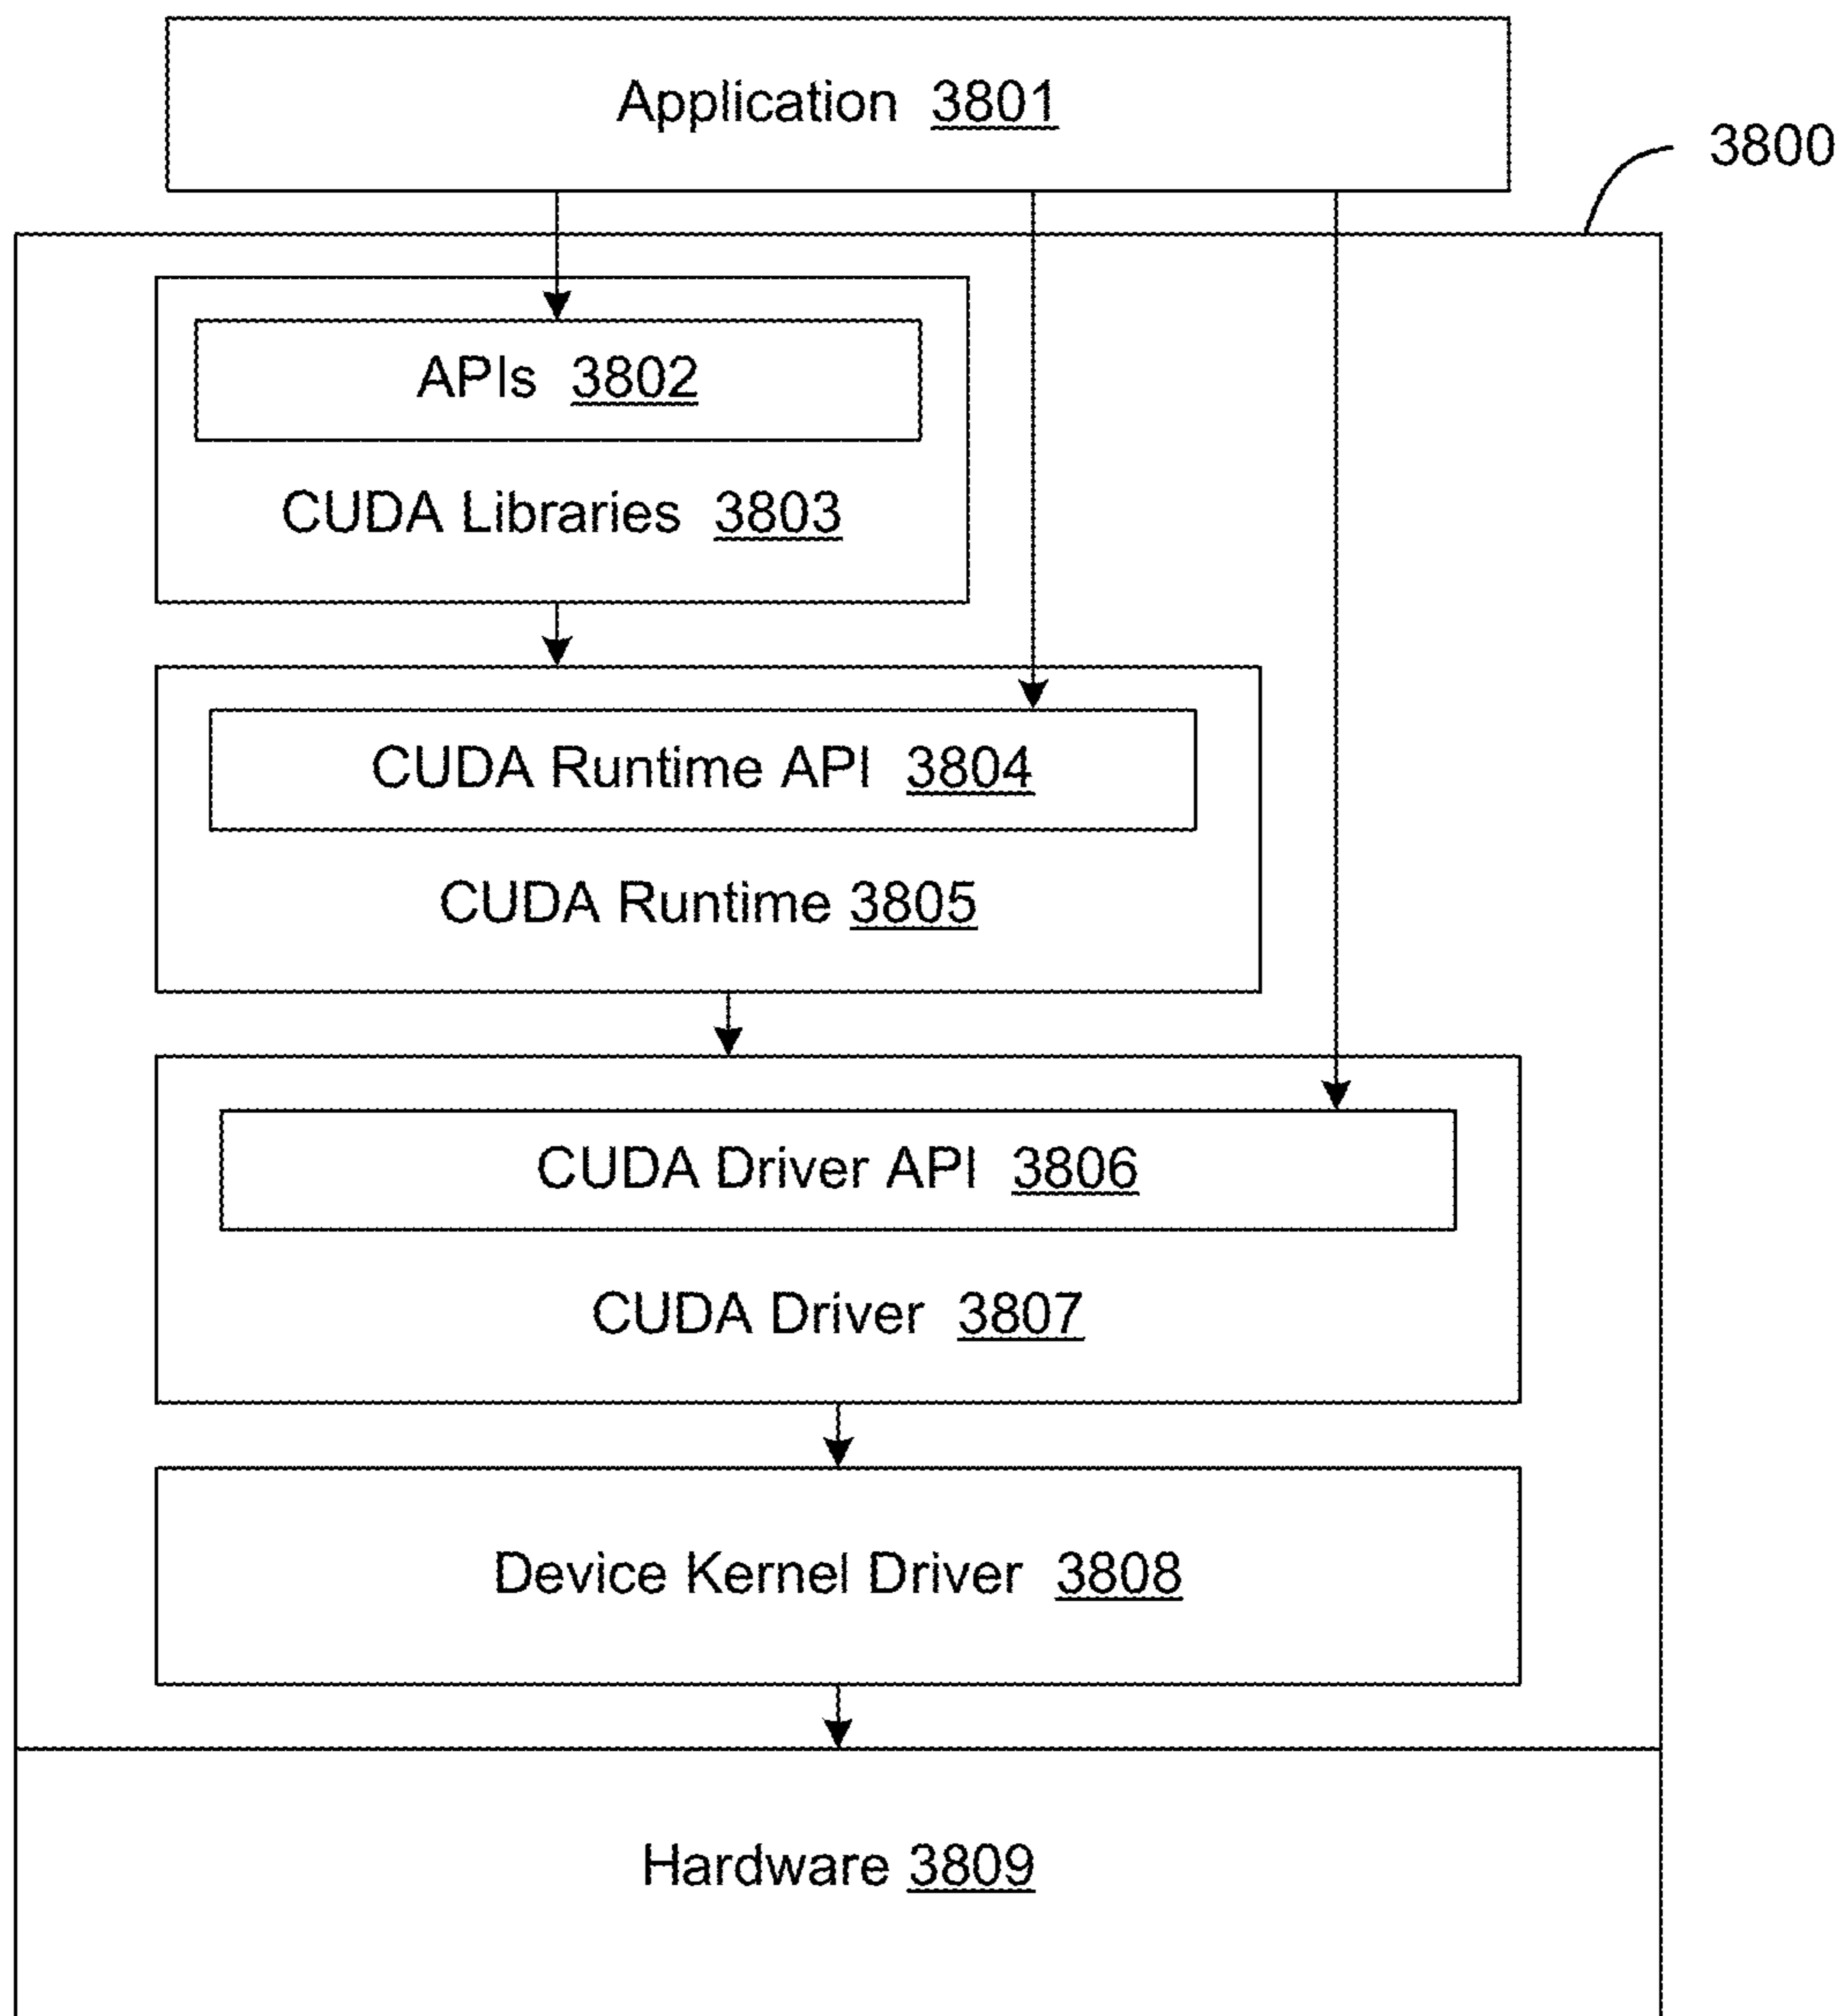 Application 3801
3800
APIs 3802
CUDA Libraries 3803
CUDA Runtime API 3804
CUDA Runtime 3805
CUDA Driver API 3806
CUDA Driver 3807
Device Kernel Driver 3808
Hardware 3809